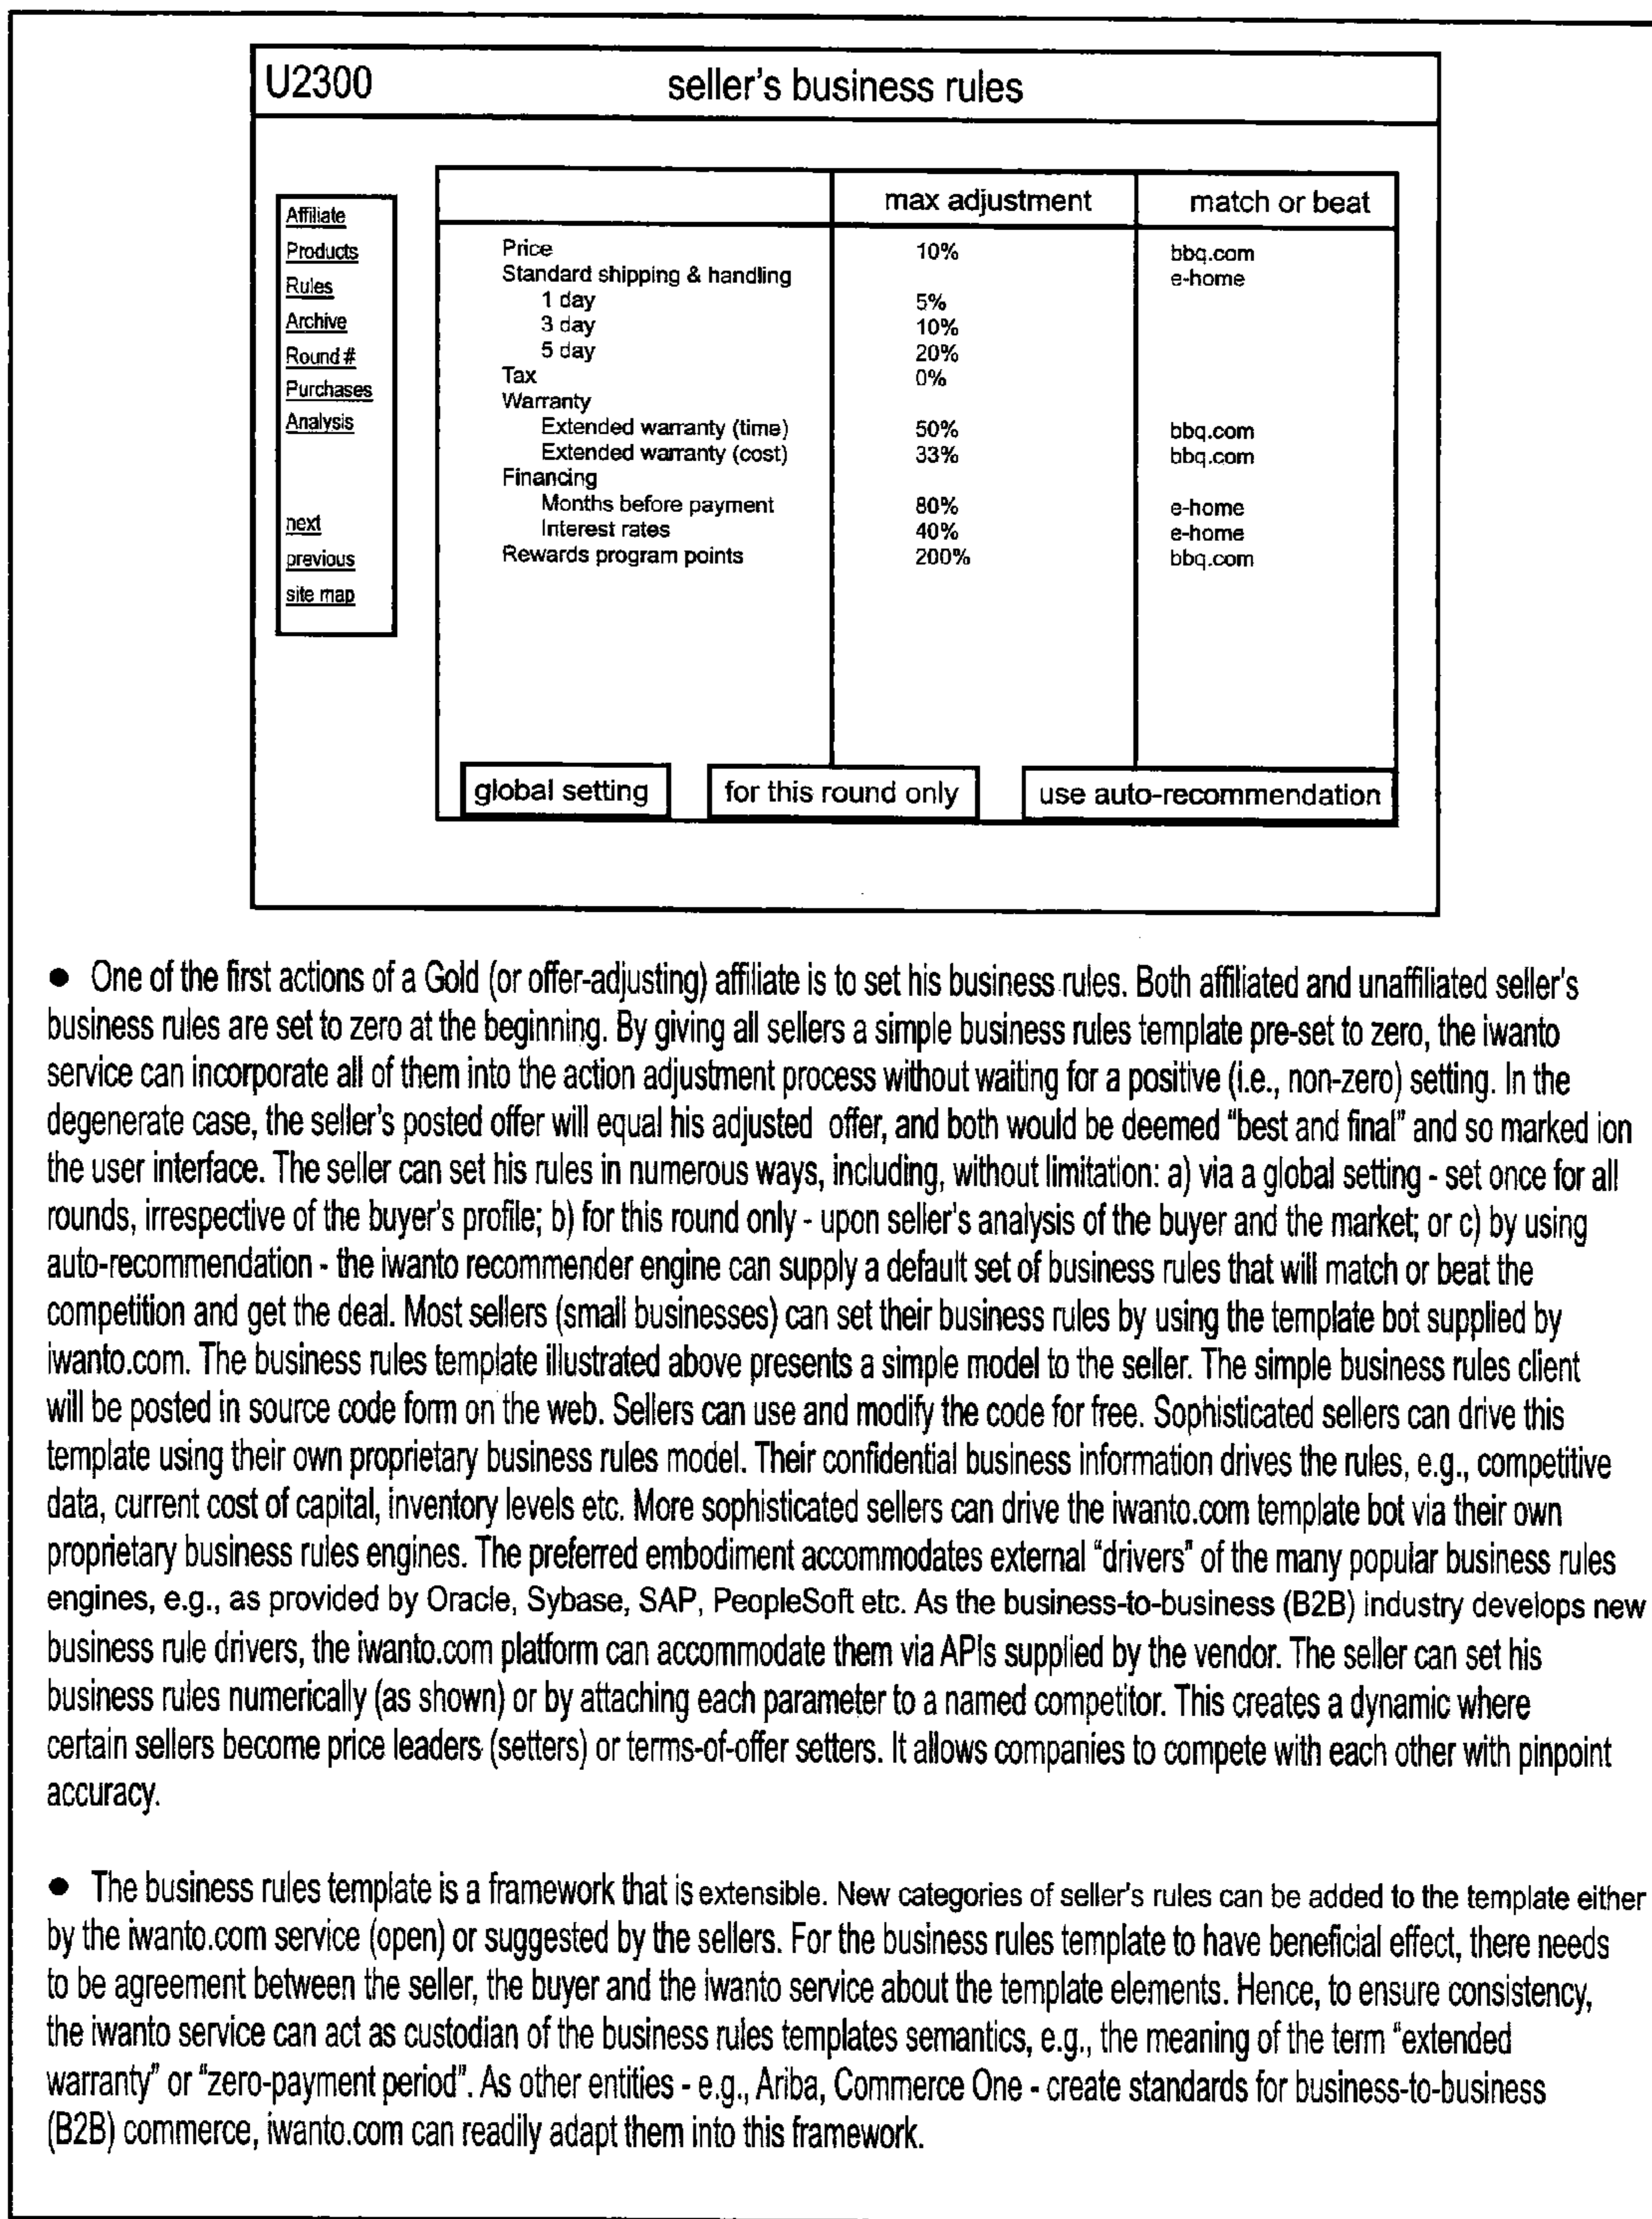 U2300 seller's business rules
Affiliate
Products
Rules
Archive
Round #
Purchases
Analysis
next
previous
site map
max adjustment match or beat
Price 10% bbq.com
Standard shipping & handling e-home
1 day 5%
3 day 10%
5 day 20%
Tax 0%
Warranty
Extended warranty (time) 50% bbq.com
Extended warranty (cost) 33% bbq.com
Financing
Months before payment 80% e-home
Interest rates 40% e-home
Rewards program points 200% bbq.com
global setting for this round only use auto-recommendation
● One of the first actions of a Gold (or offer-adjusting) affiliate is to set his business rules. Both affiliated and unaffiliated seller's
business rules are set to zero at the beginning. By giving all sellers a simple business rules template pre-set to zero, the iwanto
service can incorporate all of them into the action adjustment process without waiting for a positive (i.e., non-zero) setting. In the
degenerate case, the seller's posted offer will equal his adjusted offer, and both would be deemed "best and final" and so marked ion
the user interface. The seller can set his rules in numerous ways, including, without limitation: a) via a global setting - set once for all
rounds, irrespective of the buyer's profile; b) for this round only - upon seller's analysis of the buyer and the market; or c) by using
auto-recommendation - the iwanto recommender engine can supply a default set of business rules that will match or beat the
competition and get the deal. Most sellers (small businesses) can set their business rules by using the template bot supplied by
iwanto.com. The business rules template illustrated above presents a simple model to the seller. The simple business rules client
will be posted in source code form on the web. Sellers can use and modify the code for free. Sophisticated sellers can drive this
template using their own proprietary business rules model. Their confidential business information drives the rules, e.g., competitive
data, current cost of capital, inventory levels etc. More sophisticated sellers can drive the iwanto.com template bot via their own
proprietary business rules engines. The preferred embodiment accommodates external "drivers" of the many popular business rules
engines, e.g., as provided by Oracle, Sybase, SAP, PeopleSoft etc. As the business-to-business (B2B) industry develops new
business rule drivers, the iwanto.com platform can accommodate them via APIs supplied by the vendor. The seller can set his
business rules numerically (as shown) or by attaching each parameter to a named competitor. This creates a dynamic where
certain sellers become price leaders (setters) or terms-of-offer setters. It allows companies to compete with each other with pinpoint
accuracy.
● The business rules template is a framework that is extensible. New categories of seller's rules can be added to the template either
by the iwanto.com service (open) or suggested by the sellers. For the business rules template to have beneficial effect, there needs
to be agreement between the seller, the buyer and the iwanto service about the template elements. Hence, to ensure consistency,
the iwanto service can act as custodian of the business rules templates semantics, e.g., the meaning of the term "extended
warranty" or "zero-payment period". As other entities - e.g., Ariba, Commerce One - create standards for business-to-business
(B2B) commerce, iwanto.com can readily adapt them into this framework.